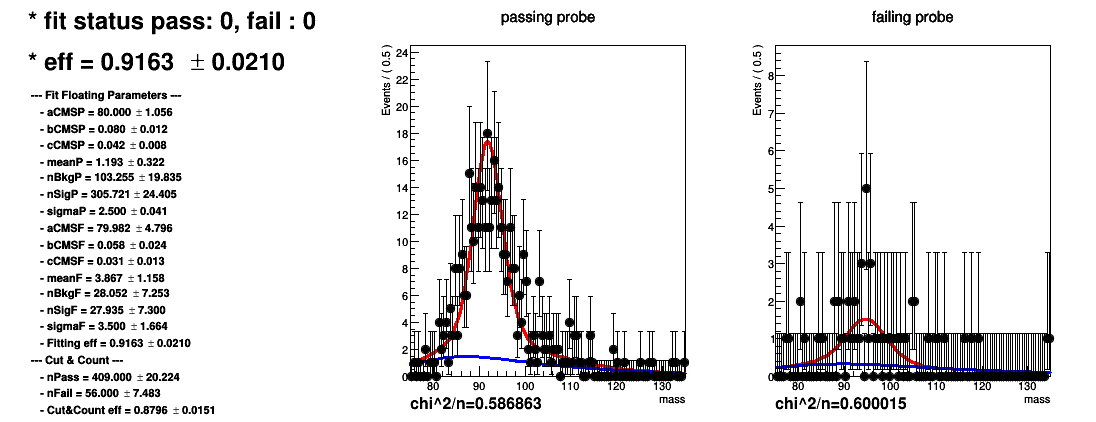 * fit status pass: 0, fail : 0
* eff = 0.9163 ± 0.0210
--- Fit Floating Parameters ---
- aCMSP = 80.000 ± 1.056
- bCMSP = 0.080 ± 0.012
- cCMSP = 0.042 ± 0.008
- meanP = 1.193 ± 0.322
- nBkgP = 103.255 ± 19.835
- nSigP = 305.721 ± 24.405
- sigmaP = 2.500 ± 0.041
- aCMSF = 79.982 ± 4.796
- bCMSF = 0.058 ± 0.024
- cCMSF = 0.031 ± 0.013
- meanF = 3.867 ± 1.158
- nBkgF = 28.052 ± 7.253
- nSigF = 27.935 ± 7.300
- sigmaF = 3.500 ± 1.664
- Fitting eff = 0.9163 ± 0.0210
--- Cut & Count ---
- nPass = 409.000 ± 20.224
- nFail = 56.000 ± 7.483
- Cut&Count eff = 0.8796 ± 0.0151
passing probe
Events / ( 0.5 )
24
22
20
18
16
14
12
10
8
6
4
2
0
80 90 100 110 120 130
mass
chi^2/n=0.586863
failing probe
Events / ( 0.5 )
8
7
6
5
4
3
2
1
0
80 90 100 110 120 130
mass
chi^2/n=0.600015